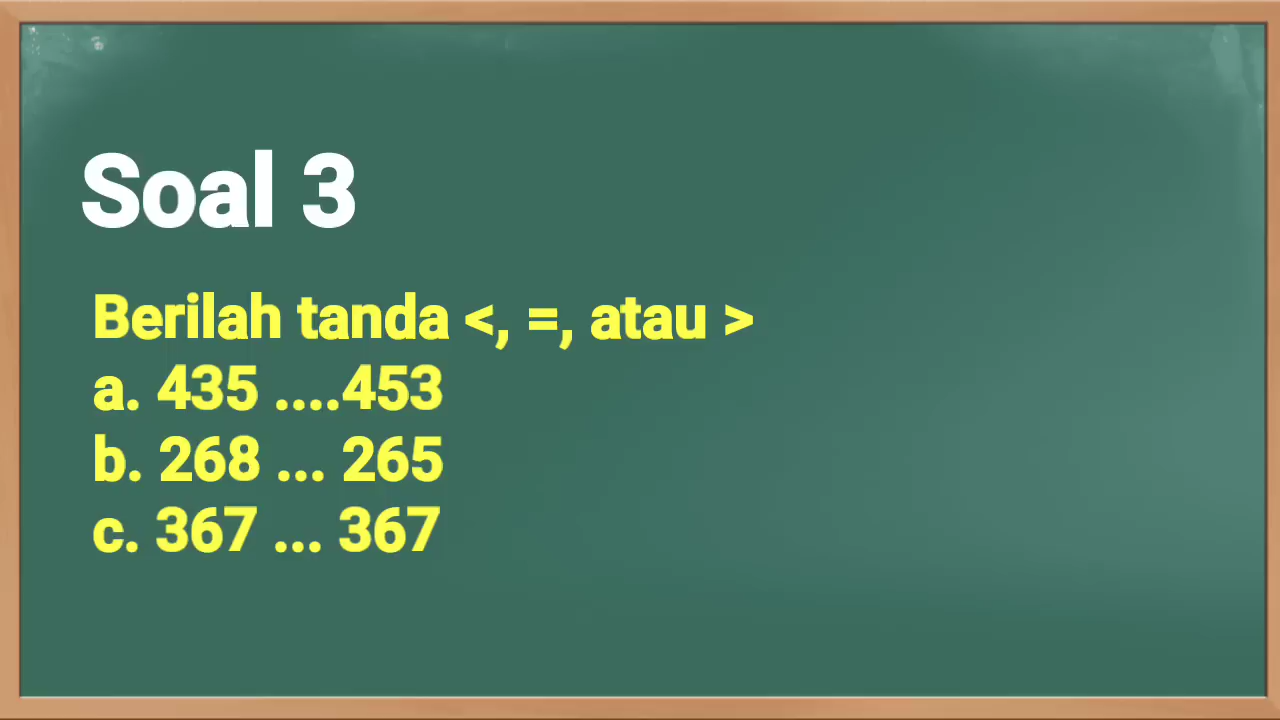 Soal 3
Berilah tanda <, =, atau >
a. 435 ....453
b. 268 ... 265
c. 367 ... 367